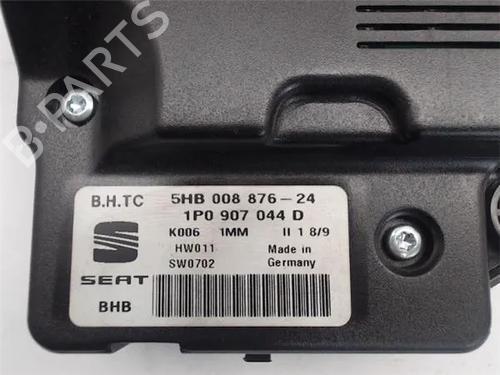 B-PARTS
B.H.TC 5HB 008 876-24
1P0 907 044 D
K006 1MM II 1 8/9
HW011 Made in
SW0702 Germany
SEAT
BHB